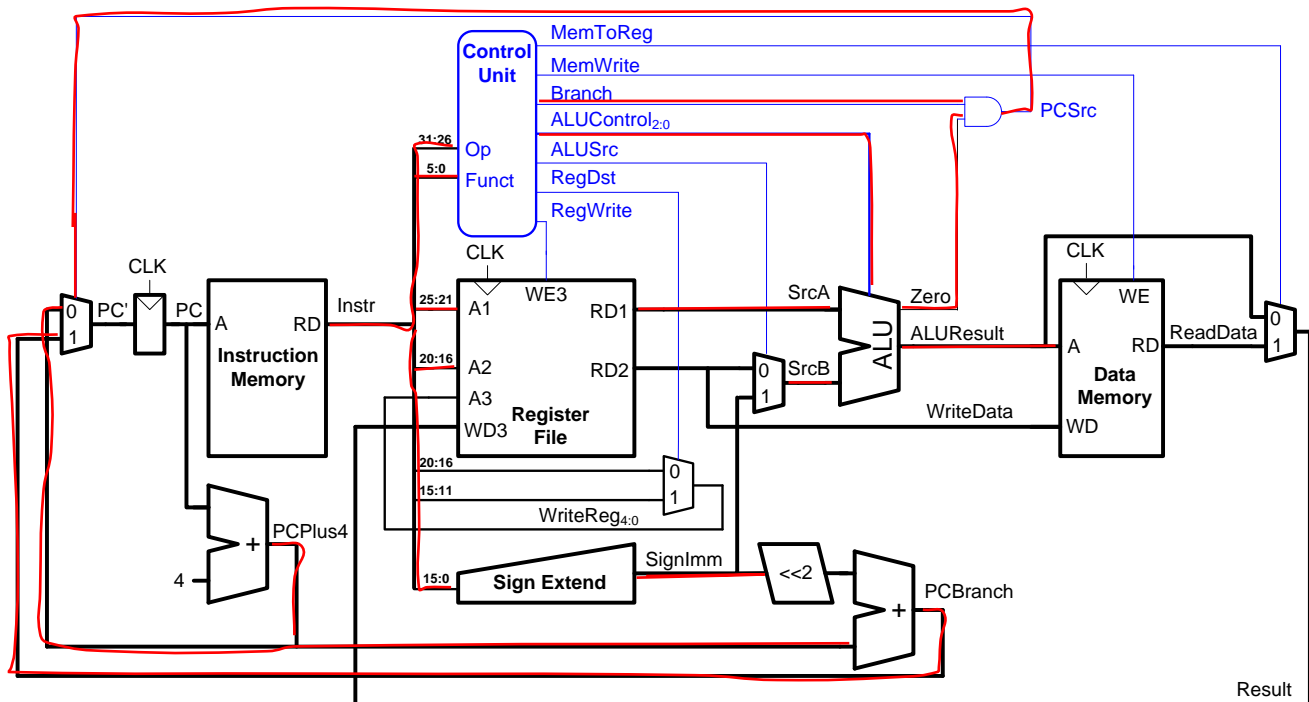 MemToReg
Control Unit
MemWrite
Branch
ALUControl2:0
PCSrc
31:26
Op
ALUSrc
5:0
Funct
RegDst
RegWrite
CLK
CLK
CLK
0
1
PC'
PC
A
RD
Instruction Memory
Instr
25:21
A1
WE3
RD1
SrcA
Zero
WE
0
1
20:16
A2
RD2
0
1
SrcB
ALU
ALUResult
A
RD
ReadData
A3
Data Memory
WD3
Register File
WriteData
WD
20:16
0
15:11
1
WriteReg4:0
PCPlus4
+
4
15:0
Sign Extend
SignImm
<<2
+
PCBranch
Result